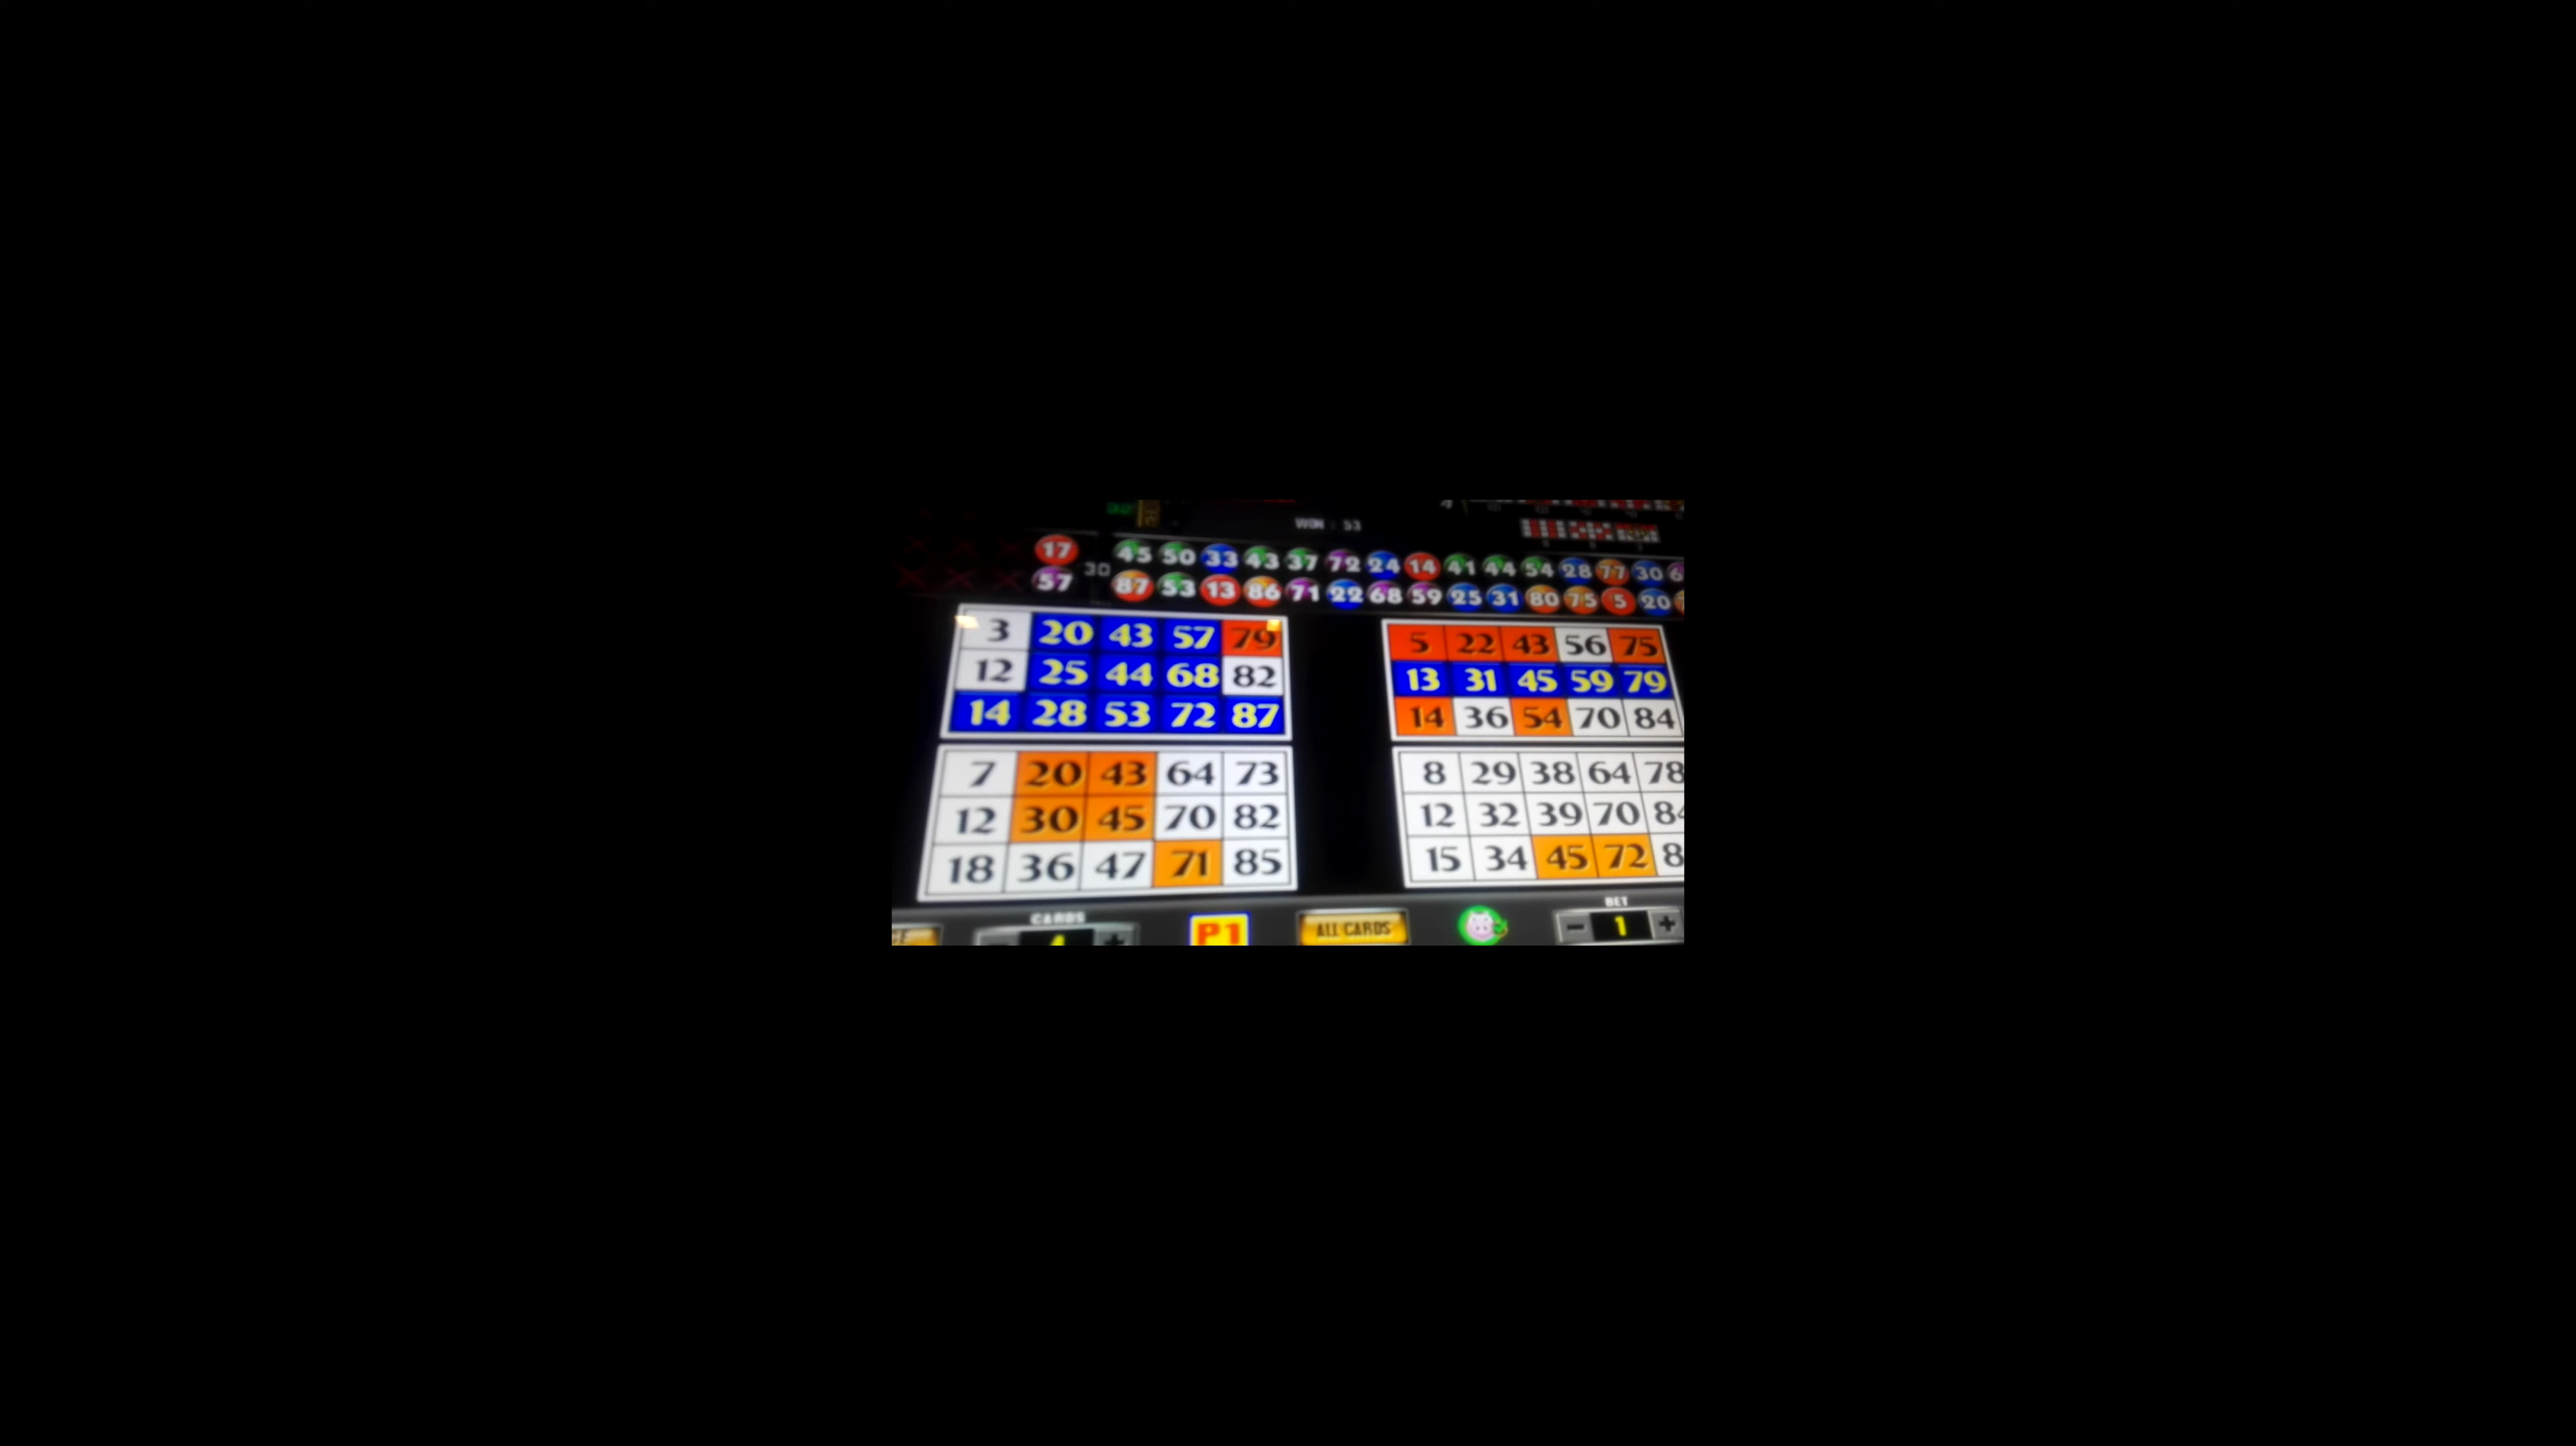 WON : 53
17 45 50 33 43 37 72 24 14 41 44 54 28 77 30
57 30 87 53 13 86 71 22 68 59 25 31 80 75 5 20
3 20 43 57 79
12 25 44 68 82
14 28 53 72 87
5 22 43 56 75
13 31 45 59 79
14 36 54 70 84
7 20 43 64 73
12 30 45 70 82
18 36 47 71 85
8 29 38 64 78
12 32 39 70
15 34 45 72
CARDS
4 +
P1
ALL CARDS
BET
- 1 +